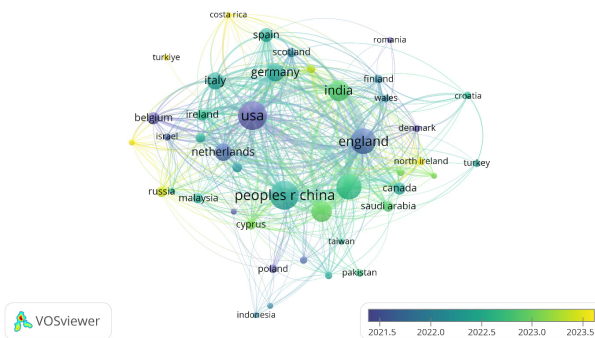 costa rica
spain
romania
scotland
turkiye
germany
italy
finland
india
wales
croatia
belgium
ireland
usa
denmark
israel
england
netherlands
north ireland
turkey
russia
malaysia
peoples r china
canada
saudi arabia
cyprus
taiwan
poland
pakistan
indonesia
VOSviewer
2021.5 2022.0 2022.5 2023.0 2023.5